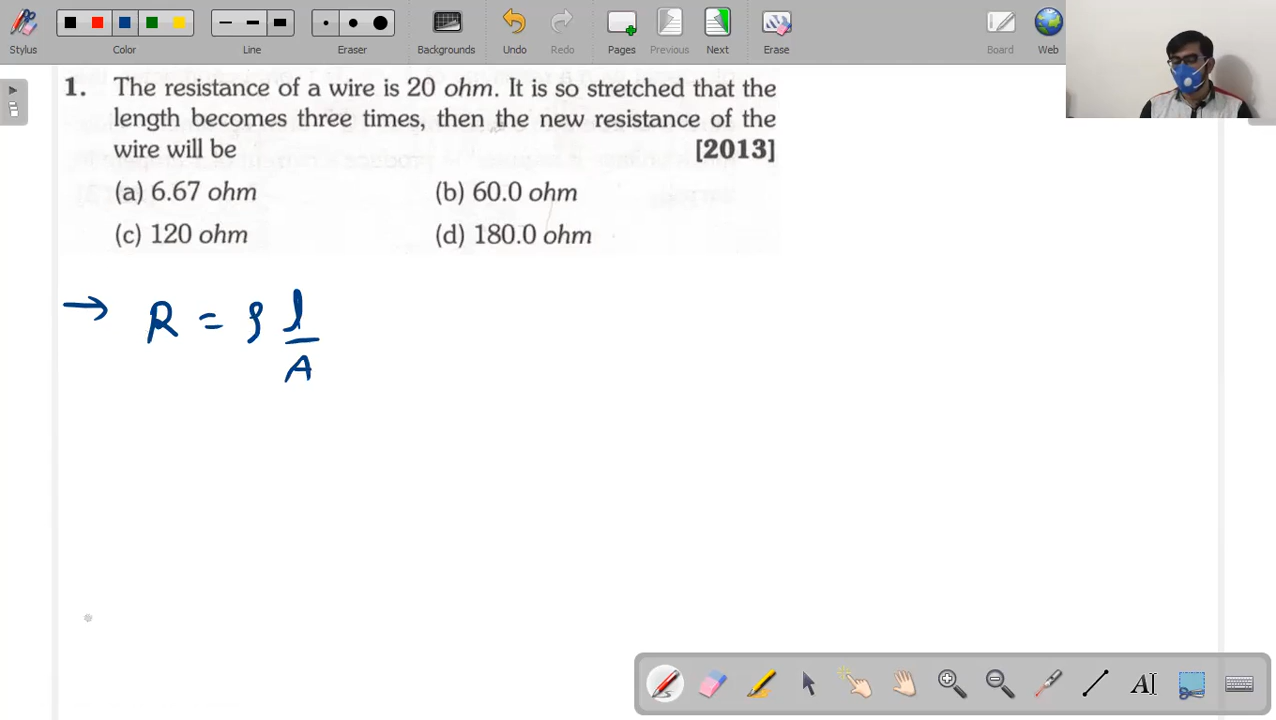 Stylus Color Line Eraser Backgrounds Undo Redo Pages Previous Next Erase Board Web
1. The resistance of a wire is 20 ohm. It is so stretched that the
length becomes three times, then the new resistance of the
wire will be [2013]
(a) 6.67 ohm (b) 60.0 ohm
(c) 120 ohm (d) 180.0 ohm
→ R = ρ l
A